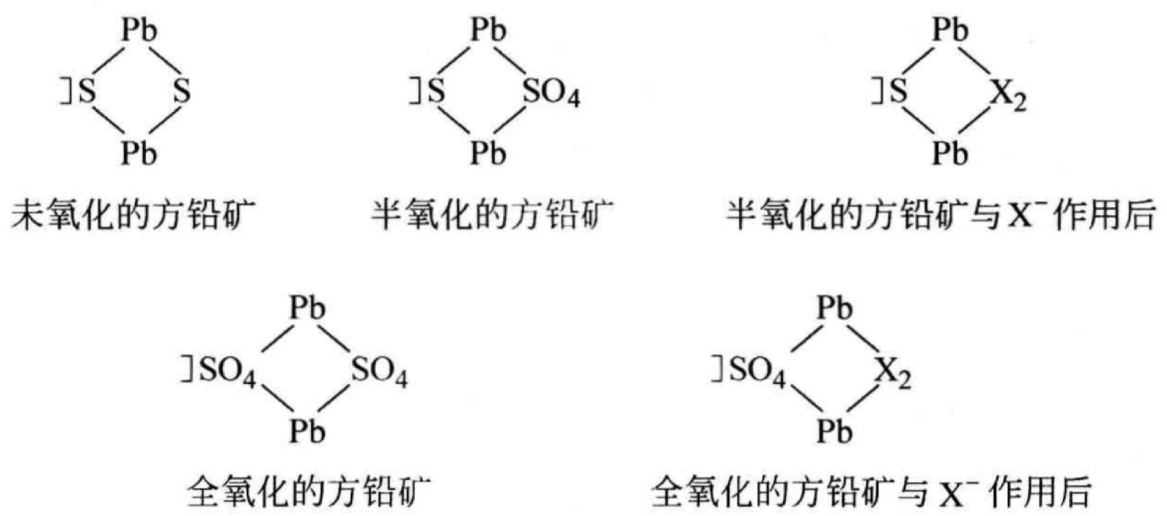 Pb Pb Pb
]S S ]S SO₄ ]S X₂
Pb Pb Pb
未氧化的方铅矿 半氧化的方铅矿 半氧化的方铅矿与X⁻作用后
Pb Pb
]SO₄ SO₄ ]SO₄ X₂
Pb Pb
全氧化的方铅矿 全氧化的方铅矿与X⁻作用后